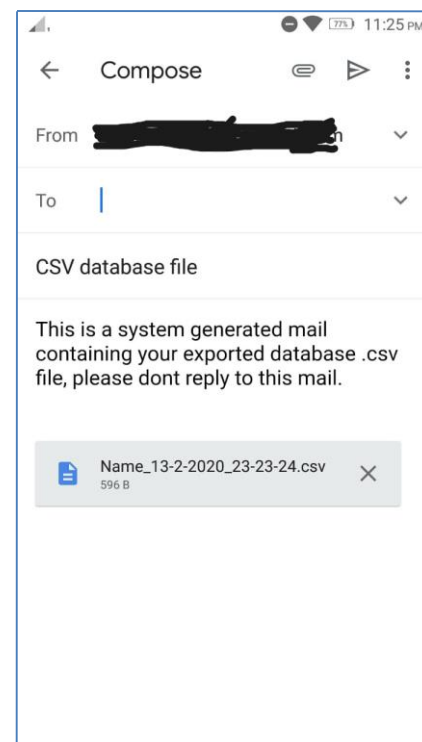 77% 11:25 PM
Compose
From
To
CSV database file
This is a system generated mail
containing your exported database .csv
file, please dont reply to this mail.
Name_13-2-2020_23-23-24.csv
596 B